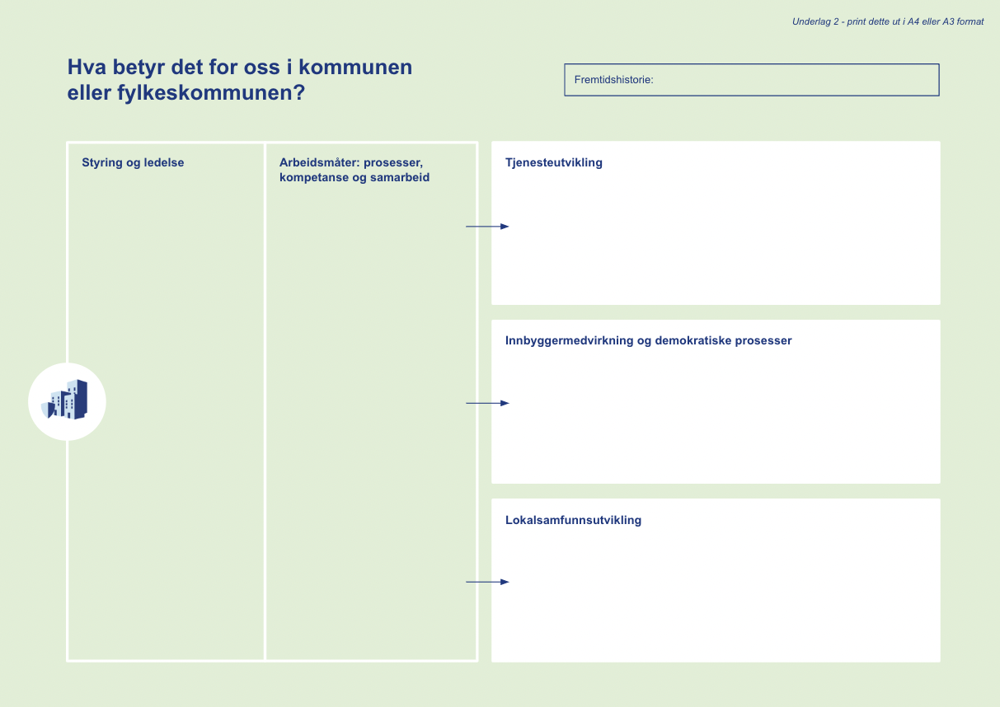 Underlag 2 - print dette ut i A4 eller A3 format
Hva betyr det for oss i kommunen
eller fylkeskommunen?
Fremtidshistorie:
Styring og ledelse
Arbeidsmåter: prosesser,
kompetanse og samarbeid
Tjenesteutvikling
Innbyggermedvirkning og demokratiske prosesser
Lokalsamfunnsutvikling